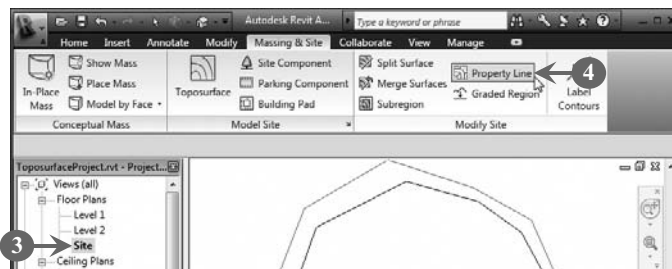 Autodesk Revit A...
Type a keyword or phrase
Home Insert Annotate Modify Massing & Site Collaborate View Manage
In-Place Mass
Show Mass
Place Mass
Model by Face
Conceptual Mass
Toposurface
Site Component
Parking Component
Building Pad
Model Site
Split Surface
Merge Surfaces
Subregion
Property Line
Graded Region
Modify Site
Label Contours
4
ToposurfaceProject.rvt - Project...
Views (all)
Floor Plans
Level 1
Level 2
3
Site
Ceiling Plans